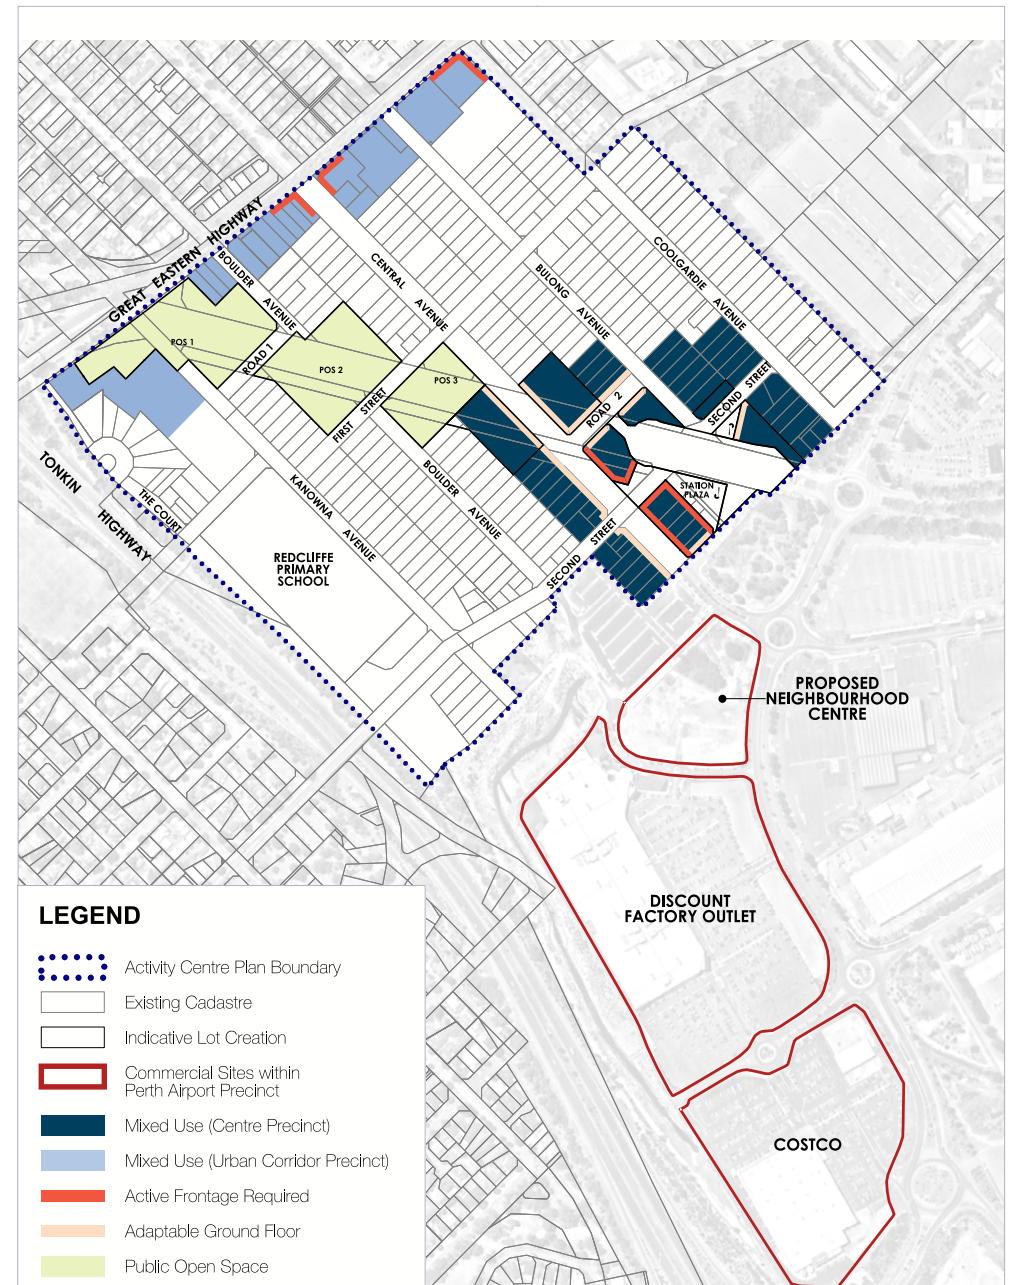 GREAT EASTERN HIGHWAY
BOULDER
AVENUE
CENTRAL
AVENUE
BULONG
AVENUE
COOLGARDIE
AVENUE
POS 1
ROAD 1
POS 2
POS 3
FIRST STREET
ROAD 2
SECOND STREET
STATION
PLAZA
BOULDER
AVENUE
KANOWNA
AVENUE
SECOND STREET
TONKIN
HIGHWAY
THE COURT
REDCLIFFE
PRIMARY
SCHOOL
PROPOSED
NEIGHBOURHOOD
CENTRE
DISCOUNT
FACTORY OUTLET
COSTCO
LEGEND
Activity Centre Plan Boundary
Existing Cadastre
Indicative Lot Creation
Commercial Sites within
Perth Airport Precinct
Mixed Use (Centre Precinct)
Mixed Use (Urban Corridor Precinct)
Active Frontage Required
Adaptable Ground Floor
Public Open Space